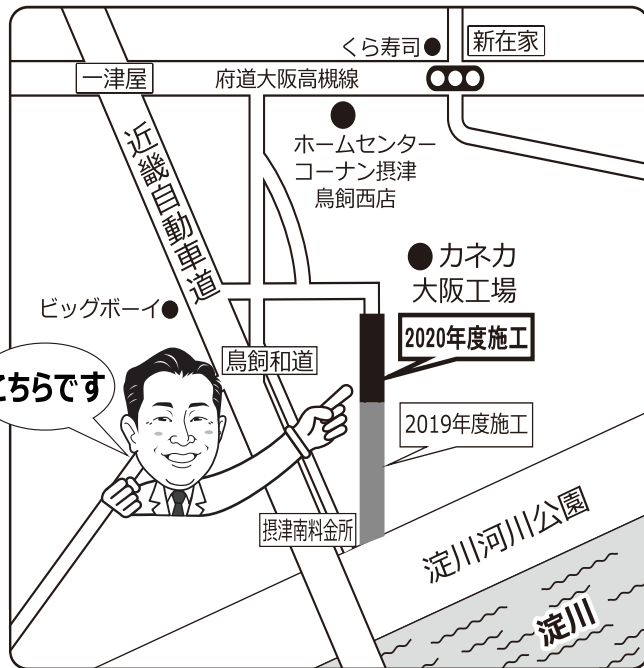 くら寿司
新在家
一津屋
府道大阪高槻線
ホームセンター
コーナン摂津
鳥飼西店
近畿自動車道
カネカ
大阪工場
ビッグボーイ
2020年度施工
鳥飼和道
こちらです
2019年度施工
摂津南料金所
淀川河川公園
淀川